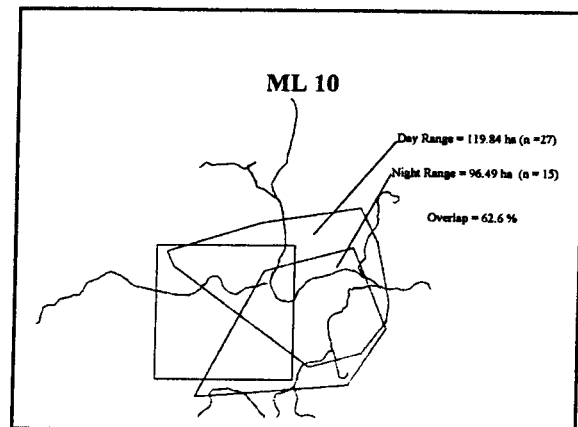 ML 10
Day Range = 119.84 ha (n =27)
Night Range = 96.49 ha (n = 15)
Overlap = 62.6 %